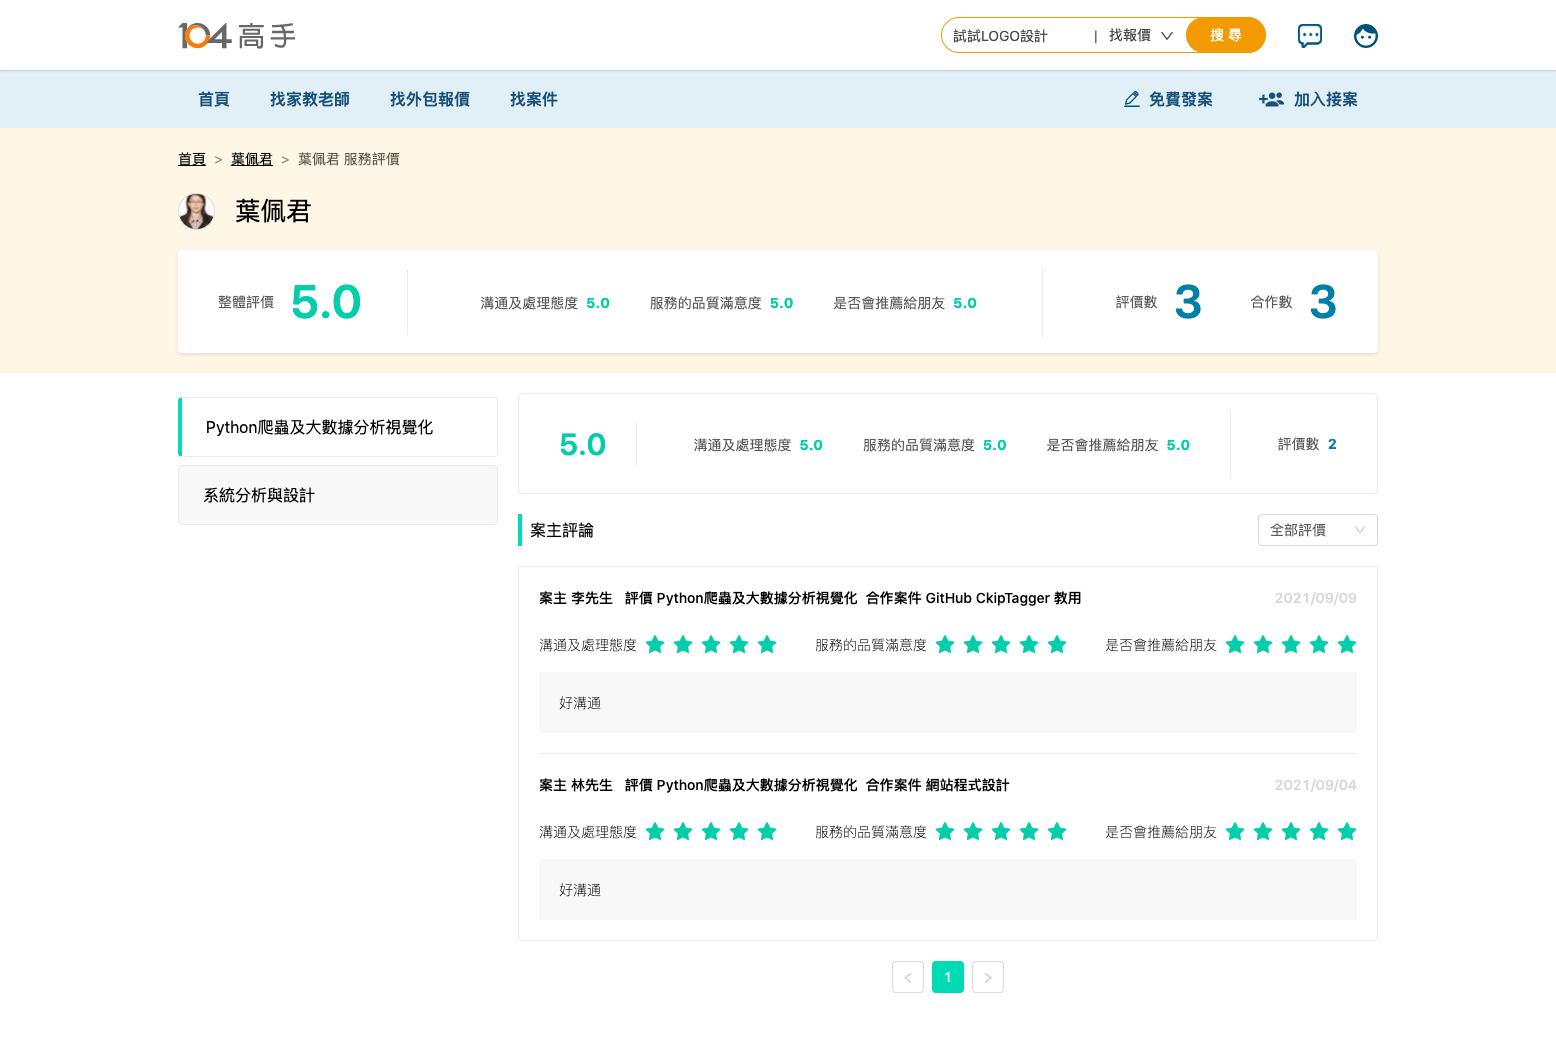 104 高手
試試LOGO設計 | 找報價 搜 尋
首頁 找家教老師 找外包報價 找案件 免費發案 加入接案
首頁 > 葉佩君 > 葉佩君 服務評價
葉佩君
整體評價 5.0 溝通及處理態度 5.0 服務的品質滿意度 5.0 是否會推薦給朋友 5.0 評價數 3 合作數 3
Python爬蟲及大數據分析視覺化
系統分析與設計
5.0 溝通及處理態度 5.0 服務的品質滿意度 5.0 是否會推薦給朋友 5.0 評價數 2
案主評論 全部評價
案主 李先生 評價 Python爬蟲及大數據分析視覺化 合作案件 GitHub CkipTagger 教用 2021/09/09
溝通及處理態度 服務的品質滿意度 是否會推薦給朋友
好溝通
案主 林先生 評價 Python爬蟲及大數據分析視覺化 合作案件 網站程式設計 2021/09/04
溝通及處理態度 服務的品質滿意度 是否會推薦給朋友
好溝通
< 1 >